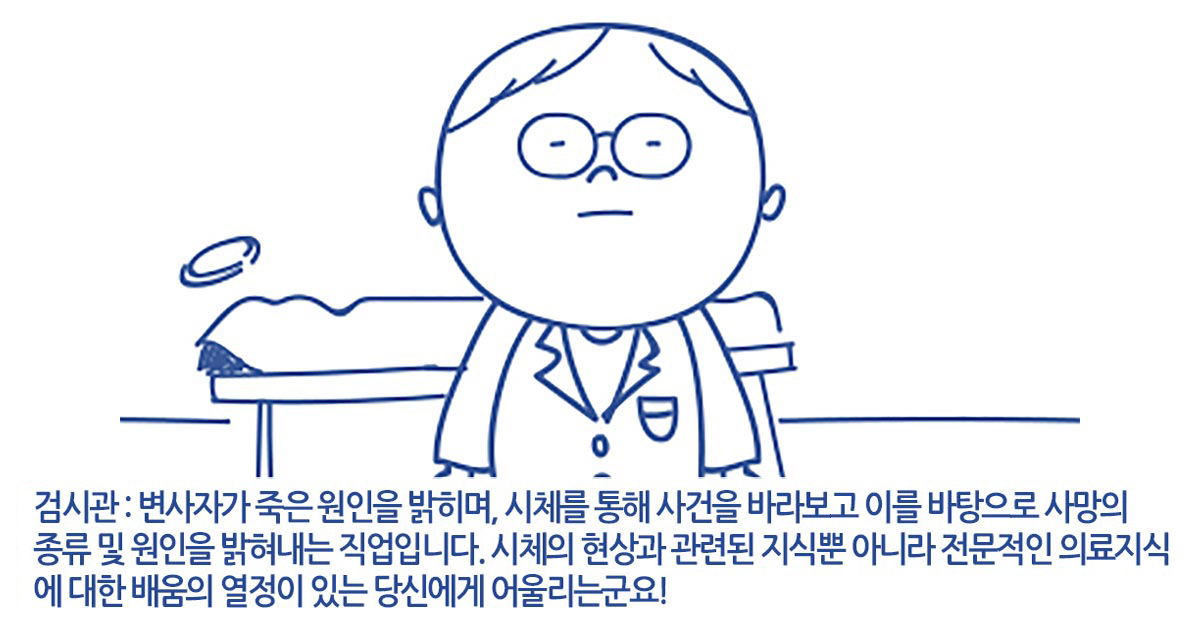 검시관 : 변사자가 죽은 원인을 밝히며, 시체를 통해 사건을 바라보고 이를 바탕으로 사망의
종류 및 원인을 밝혀내는 직업입니다. 시체의 현상과 관련된 지식뿐 아니라 전문적인 의료지식
에 대한 배움의 열정이 있는 당신에게 어울리는군요!